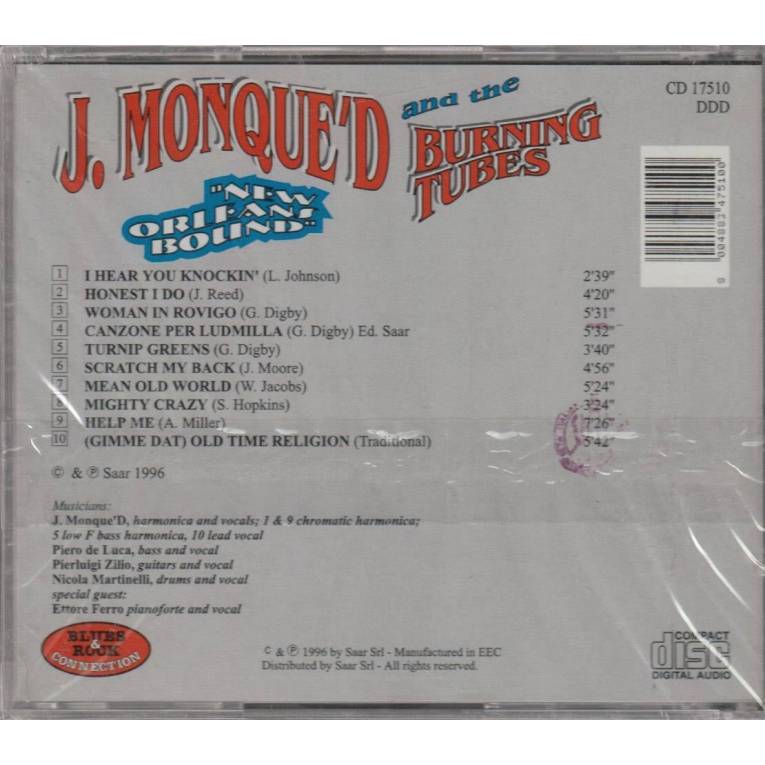 J. MONQUE'D and the BURNING TUBES
"NEW ORLEANS BOUND"
CD 17510
DDD
1 I HEAR YOU KNOCKIN' (L. Johnson) 2'39"
2 HONEST I DO (J. Reed) 4'20"
3 WOMAN IN ROVIGO (G. Digby) 5'31"
4 CANZONE PER LUDMILLA (G. Digby) Ed. Saar 5'32"
5 TURNIP GREENS (G. Digby) 3'40"
6 SCRATCH MY BACK (J. Moore) 4'56"
7 MEAN OLD WORLD (W. Jacobs) 5'24"
8 MIGHTY CRAZY (S. Hopkins) 3'24"
9 HELP ME (A. Miller) 7'26"
10 (GIMME DAT) OLD TIME RELIGION (Traditional) 5'42"
© & ℗ Saar 1996
Musicians:
J. Monque'D, harmonica and vocals; 1 & 9 chromatic harmonica;
5 low F bass harmonica, 10 lead vocal
Piero de Luca, bass and vocal
Pierluigi Zilio, guitars and vocal
Nicola Martinelli, drums and vocal
special guest:
Ettore Ferro pianoforte and vocal
BLUES & ROCK CONNECTION
© & ℗ 1996 by Saar Srl - Manufactured in EEC
Distributed by Saar Srl - All rights reserved.
COMPACT disc DIGITAL AUDIO